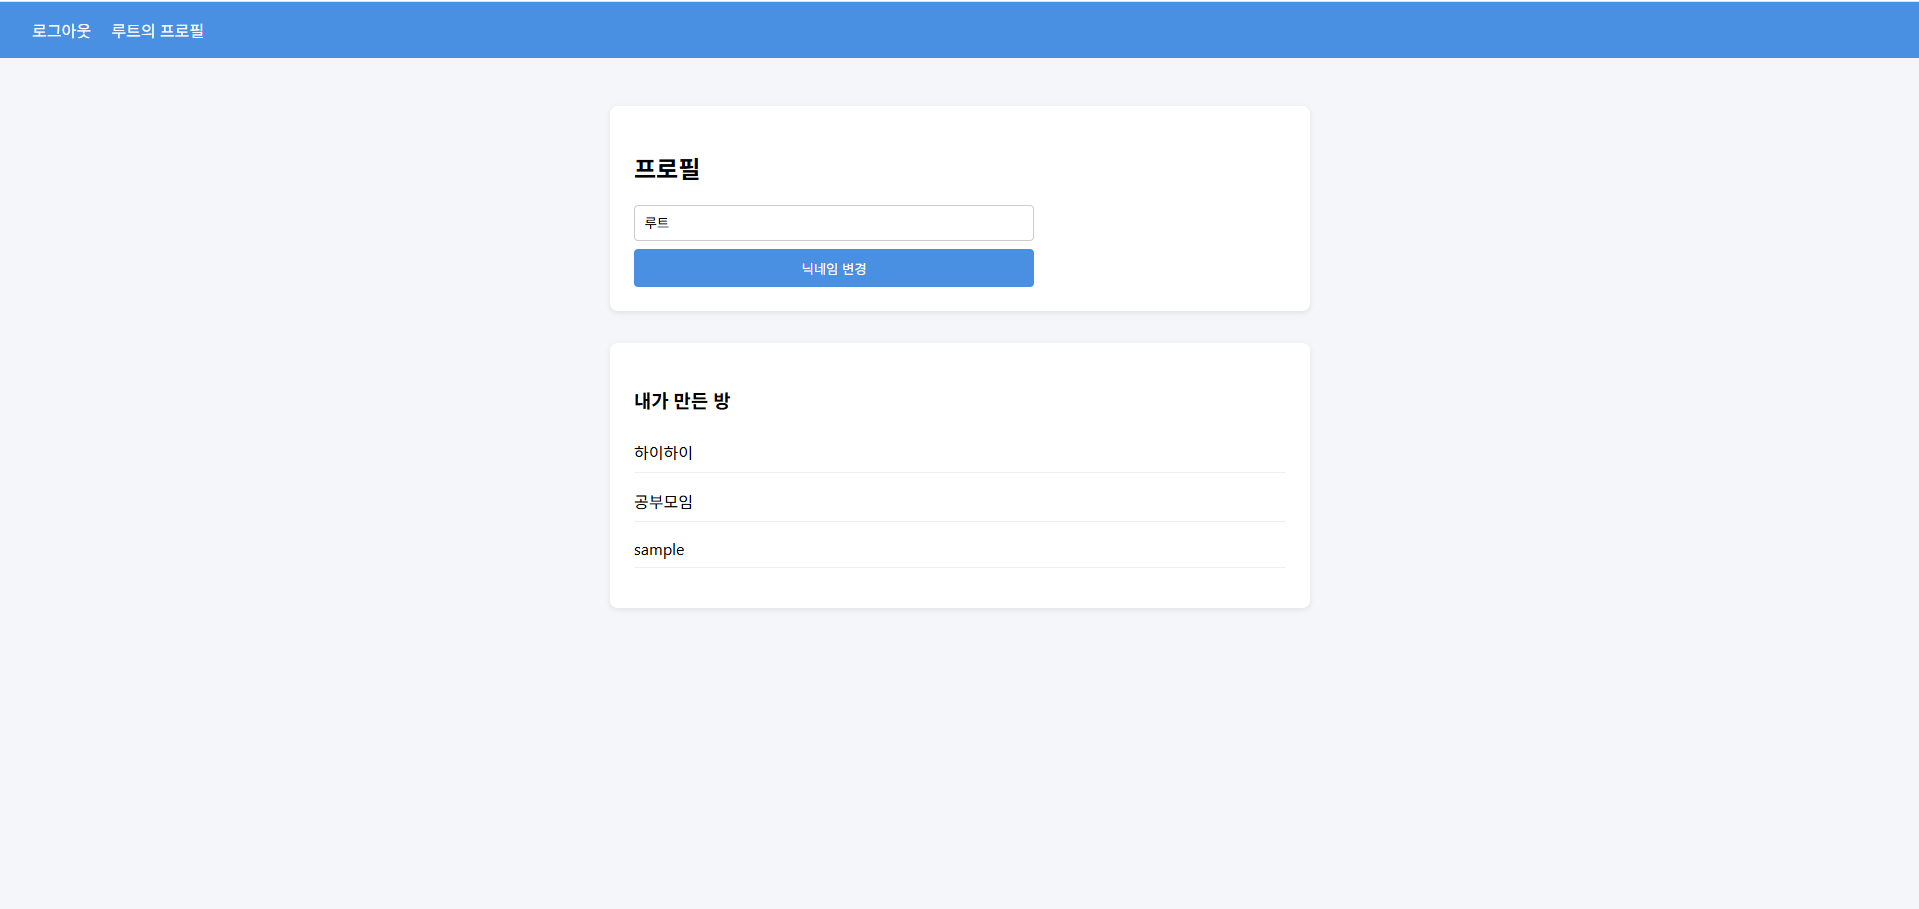 로그아웃 루트의 프로필
프로필
루트
닉네임 변경
내가 만든 방
하이하이
공부모임
sample